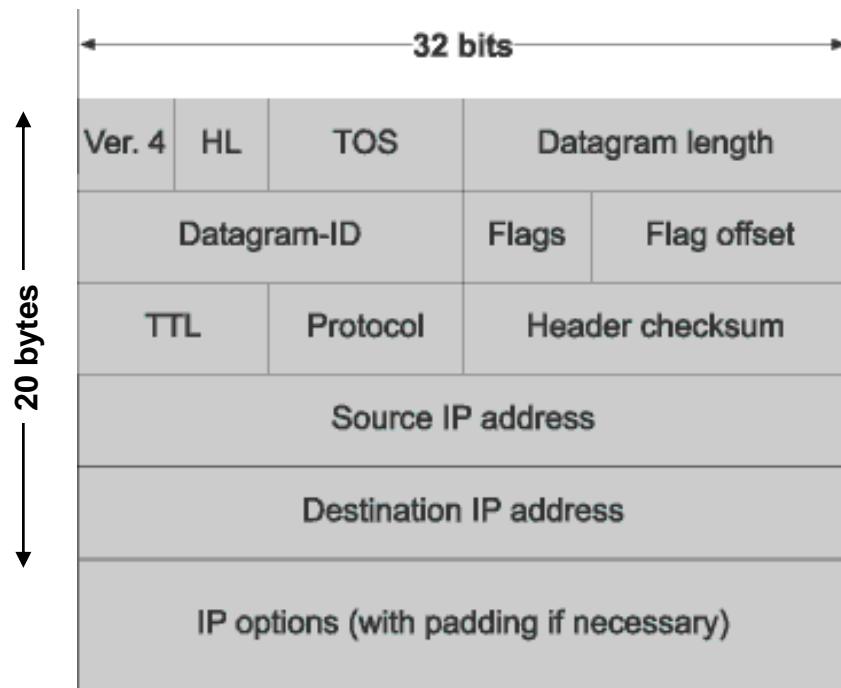 32 bits
20 bytes
Ver. 4 HL TOS Datagram length
Datagram-ID Flags Flag offset
TTL Protocol Header checksum
Source IP address
Destination IP address
IP options (with padding if necessary)